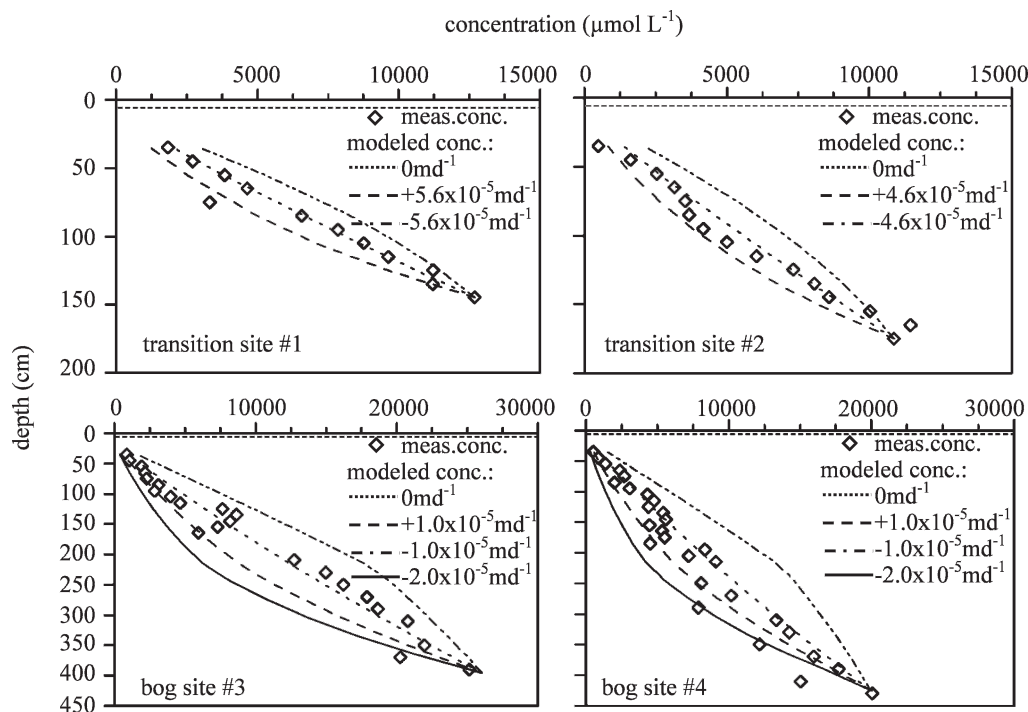 concentration (μmol L⁻¹)
0 5000 10000 15000
0 5000 10000 15000
0
50
100
150
200
meas.conc.
modeled conc.:
0md⁻¹
+5.6x10⁻⁵md⁻¹
-5.6x10⁻⁵md⁻¹
transition site #1
meas.conc.
modeled conc.:
0md⁻¹
+4.6x10⁻⁵md⁻¹
-4.6x10⁻⁵md⁻¹
transition site #2
depth (cm)
0 10000 20000 30000
0 10000 20000 30000
0
50
100
150
200
250
300
350
400
450
meas.conc.
modeled conc.:
0md⁻¹
+1.0x10⁻⁵md⁻¹
-1.0x10⁻⁵md⁻¹
-2.0x10⁻⁵md⁻¹
bog site #3
meas.conc.
modeled conc.:
0md⁻¹
+1.0x10⁻⁵md⁻¹
-1.0x10⁻⁵md⁻¹
-2.0x10⁻⁵md⁻¹
bog site #4